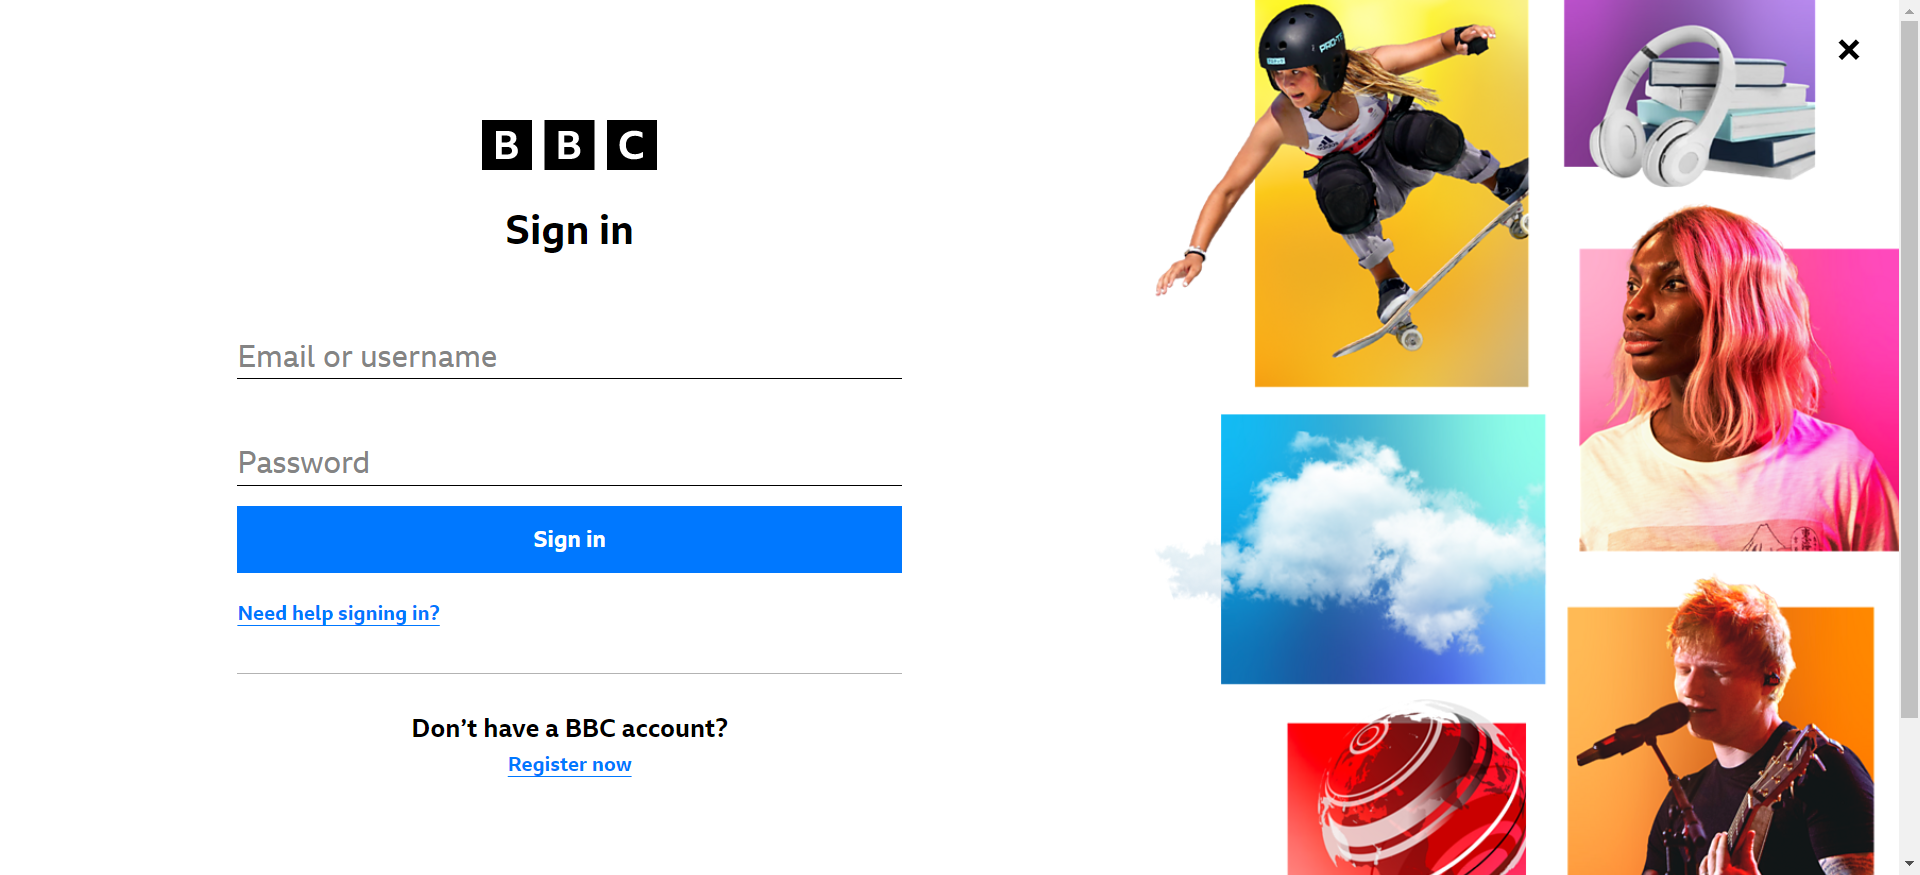 BBC
Sign in
Email or username
Password
Sign in
Need help signing in?
Don’t have a BBC account?
Register now